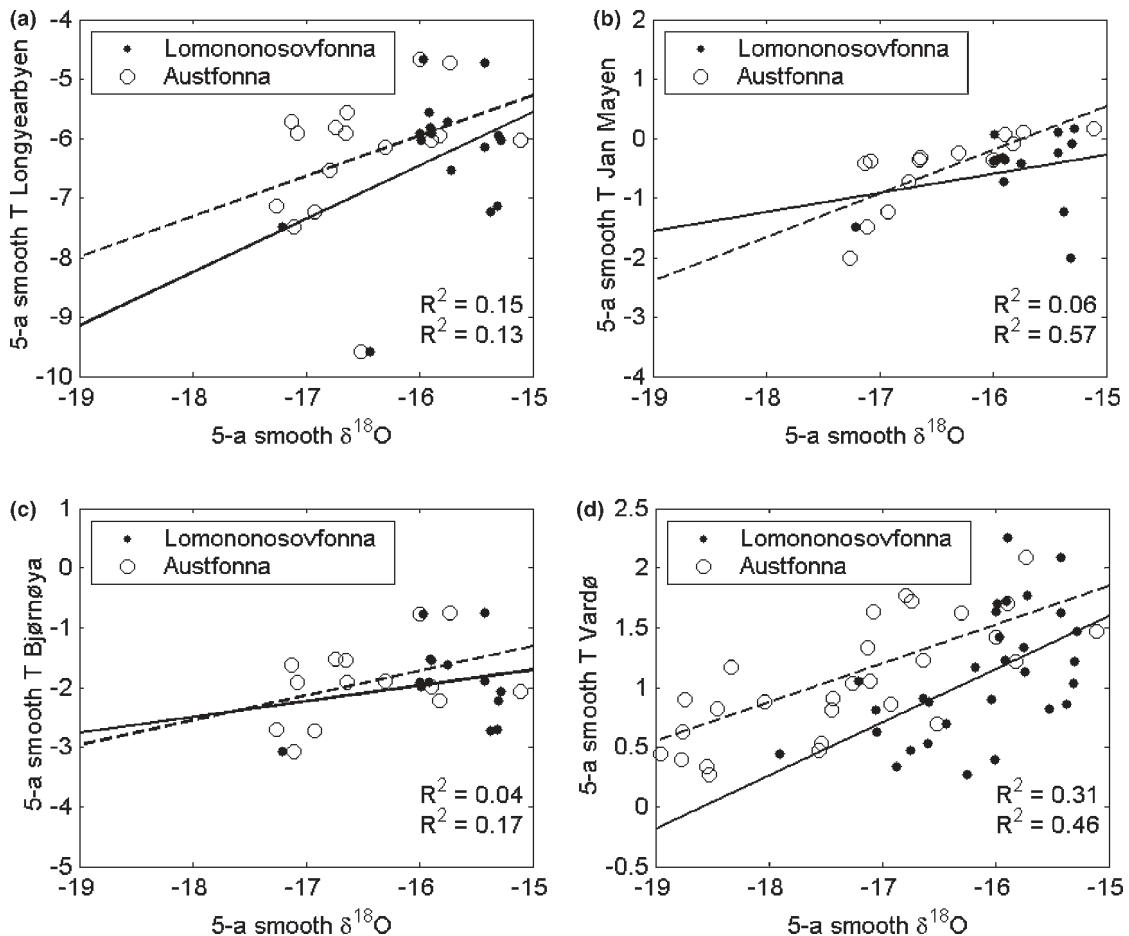 (a)
-4
-5
-6
-7
-8
-9
-10
5-a smooth T Longyearbyen
Lomononosovfonna
Austfonna
R² = 0.15
R² = 0.13
-19 -18 -17 -16 -15
5-a smooth δ¹⁸O
(b)
2
1
0
-1
-2
-3
-4
5-a smooth T Jan Mayen
Lomononosovfonna
Austfonna
R² = 0.06
R² = 0.57
-19 -18 -17 -16 -15
5-a smooth δ¹⁸O
(c)
1
0
-1
-2
-3
-4
-5
5-a smooth T Bjørnøya
Lomononosovfonna
Austfonna
R² = 0.04
R² = 0.17
-19 -18 -17 -16 -15
5-a smooth δ¹⁸O
(d)
2.5
2
1.5
1
0.5
0
-0.5
5-a smooth T Vardø
Lomononosovfonna
Austfonna
R² = 0.31
R² = 0.46
-19 -18 -17 -16 -15
5-a smooth δ¹⁸O